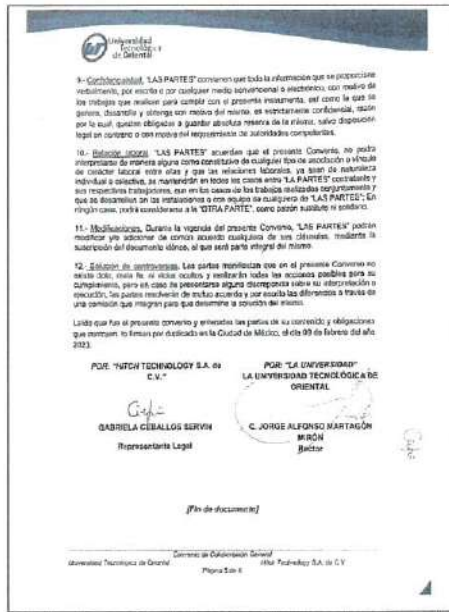 Universidad
Tecnológica
de Oriental
9.- Confidencialidad. "LAS PARTES" convienen que toda la información que se proporcione
verbalmente, por escrito o por cualquier medio convencional o electrónico, con motivo de
los trabajos que realicen para cumplir con el presente instrumento, así como la que se
genere, desarrolle y obtenga con motivo del mismo, es estrictamente confidencial, razón
por la cual, quedan obligadas a guardar absoluta reserva de la misma, salvo disposición
legal en contrario o con motivo del requerimiento de autoridades competentes.
10.- Relación laboral. "LAS PARTES" acuerdan que el presente Convenio, no podrá
interpretarse de manera alguna como constitutivo de cualquier tipo de asociación o vínculo
de carácter laboral entre ellas y que las relaciones laborales, ya sean de naturaleza
individual o colectiva, se mantendrán en todos los casos entre "LA PARTES" contratante y
sus respectivos trabajadores, aun en los casos de los trabajos realizados conjuntamente y
que se desarrollen en las instalaciones o con equipo de cualquiera de "LAS PARTES"; En
ningún caso, podrá considerarse a la "OTRA PARTE", como patrón sustituto ni solidario.
11.- Modificaciones. Durante la vigencia del presente Convenio, "LAS PARTES" podrán
modificar y/o adicionar de común acuerdo cualquiera de sus cláusulas, mediante la
suscripción del documento idóneo, el que será parte integral del mismo.
12.- Solución de controversias. Las partes manifiestan que en el presente Convenio no
existe dolo, mala fe, ni vicios ocultos y realizarán todas las acciones posibles para su
cumplimiento, pero en caso de presentarse alguna discrepancia sobre su interpretación o
ejecución, las partes resolverán de mutuo acuerdo y por escrito las diferencias a través de
una comisión que integren para que determine la solución del mismo.
Leído que fue el presente convenio y enteradas las partes de su contenido y obligaciones
que contraen, lo firman por duplicado en la Ciudad de México, el día 09 de febrero del año
2023.
POR: "HITCH TECHNOLOGY S.A. de
C.V."
GABRIELA CEBALLOS SERVIN
Representante Legal
POR: "LA UNIVERSIDAD"
LA UNIVERSIDAD TECNOLÓGICA DE
ORIENTAL
C. JORGE ALFONSO MARTAGÓN
MIRÓN
Rector
[Fin de documento]
Convenio de Colaboración General
Universidad Tecnológica de Oriental Hitch Technology S.A. de C.V.
Página 5 de 5